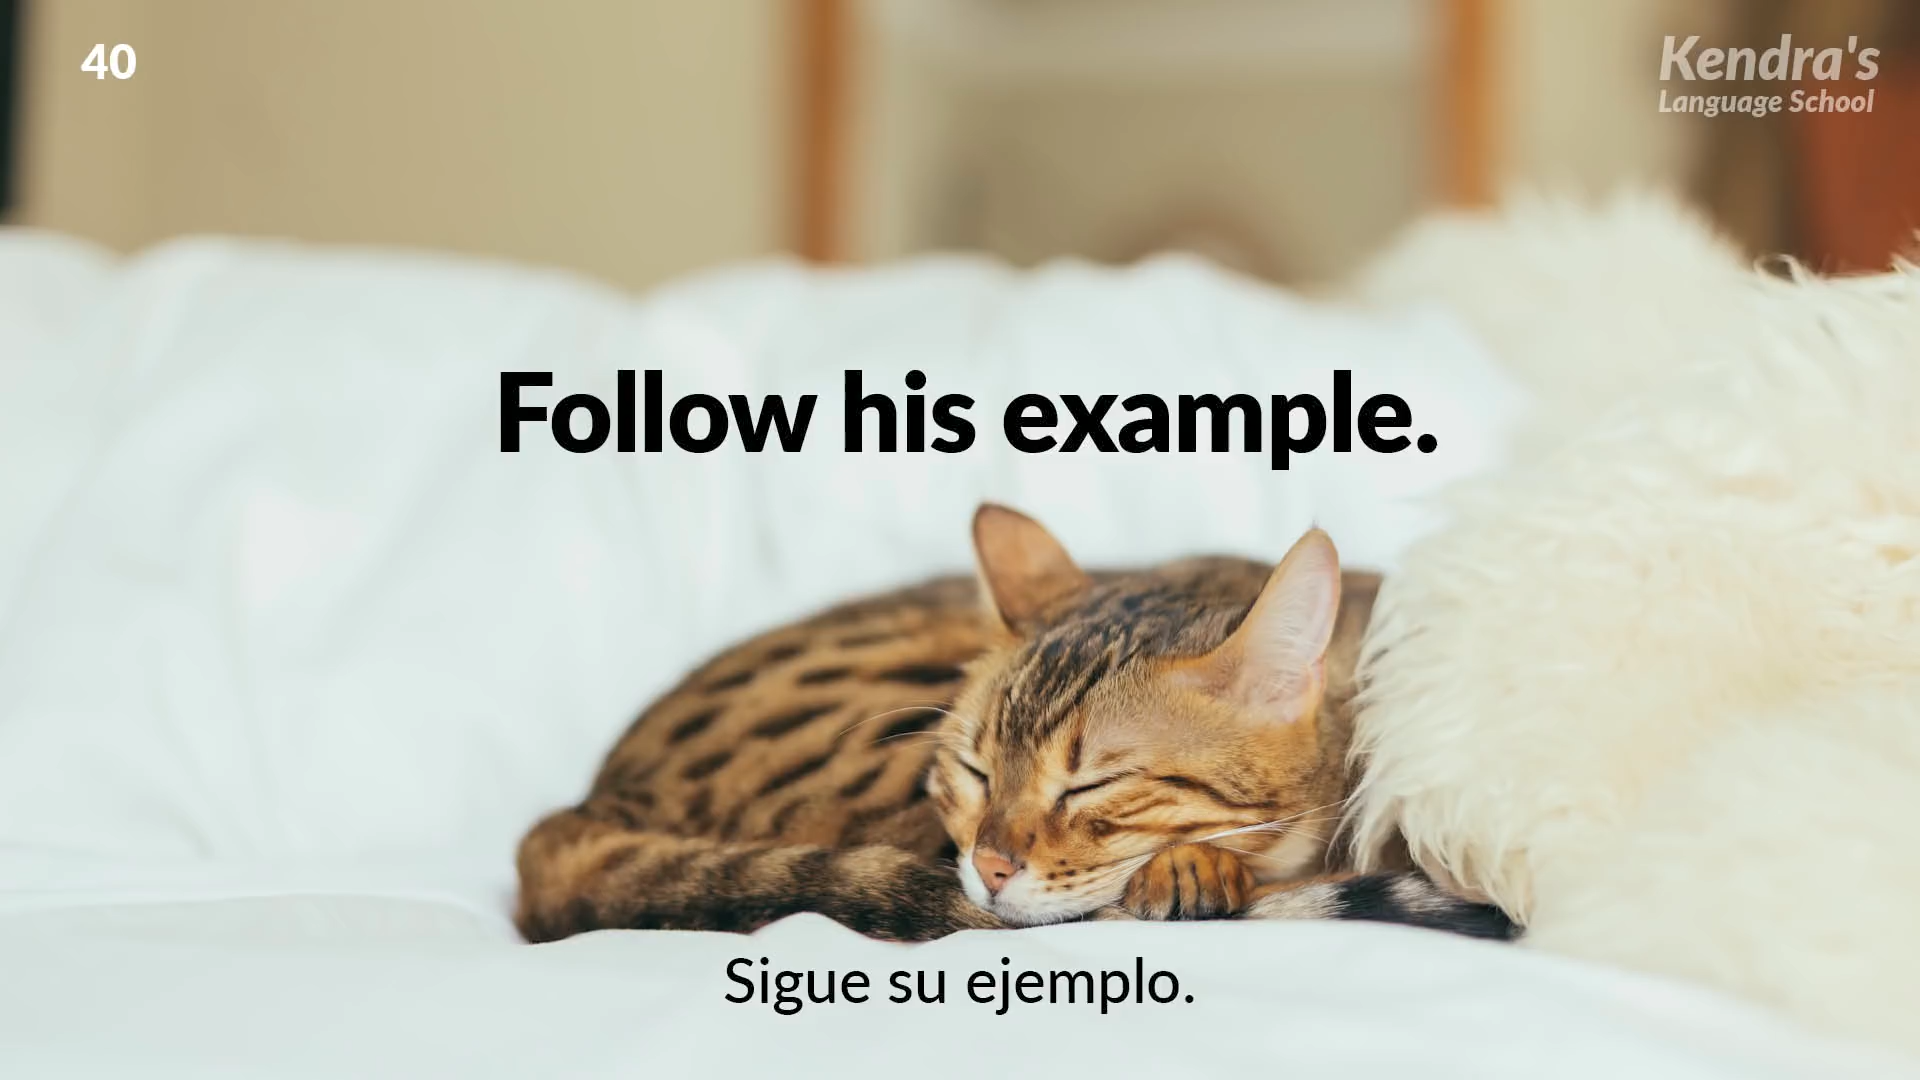 40
Kendra's
Language School
Follow his example.
Sigue su ejemplo.